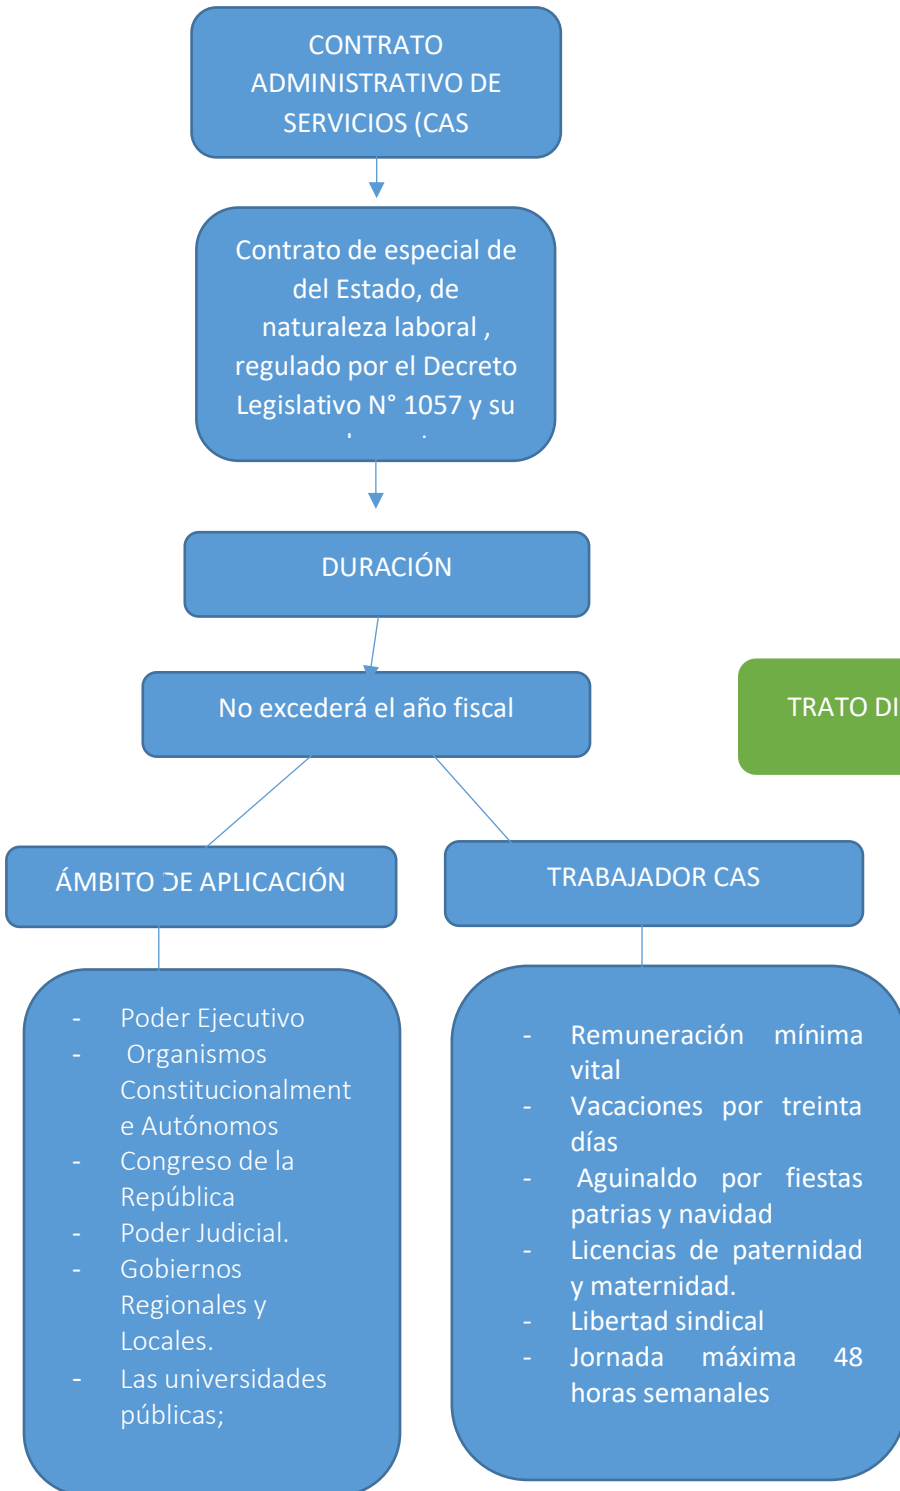 CONTRATO
ADMINISTRATIVO DE
SERVICIOS (CAS
Contrato de especial de
del Estado, de
naturaleza laboral ,
regulado por el Decreto
Legislativo N° 1057 y su
DURACIÓN
No excederá el año fiscal
TRATO DI
ÁMBITO DE APLICACIÓN
- Poder Ejecutivo
- Organismos
Constitucionalment
e Autónomos
- Congreso de la
República
- Poder Judicial.
- Gobiernos
Regionales y
Locales.
- Las universidades
públicas;
TRABAJADOR CAS
- Remuneración mínima
vital
- Vacaciones por treinta
días
- Aguinaldo por fiestas
patrias y navidad
- Licencias de paternidad
y maternidad.
- Libertad sindical
- Jornada máxima 48
horas semanales